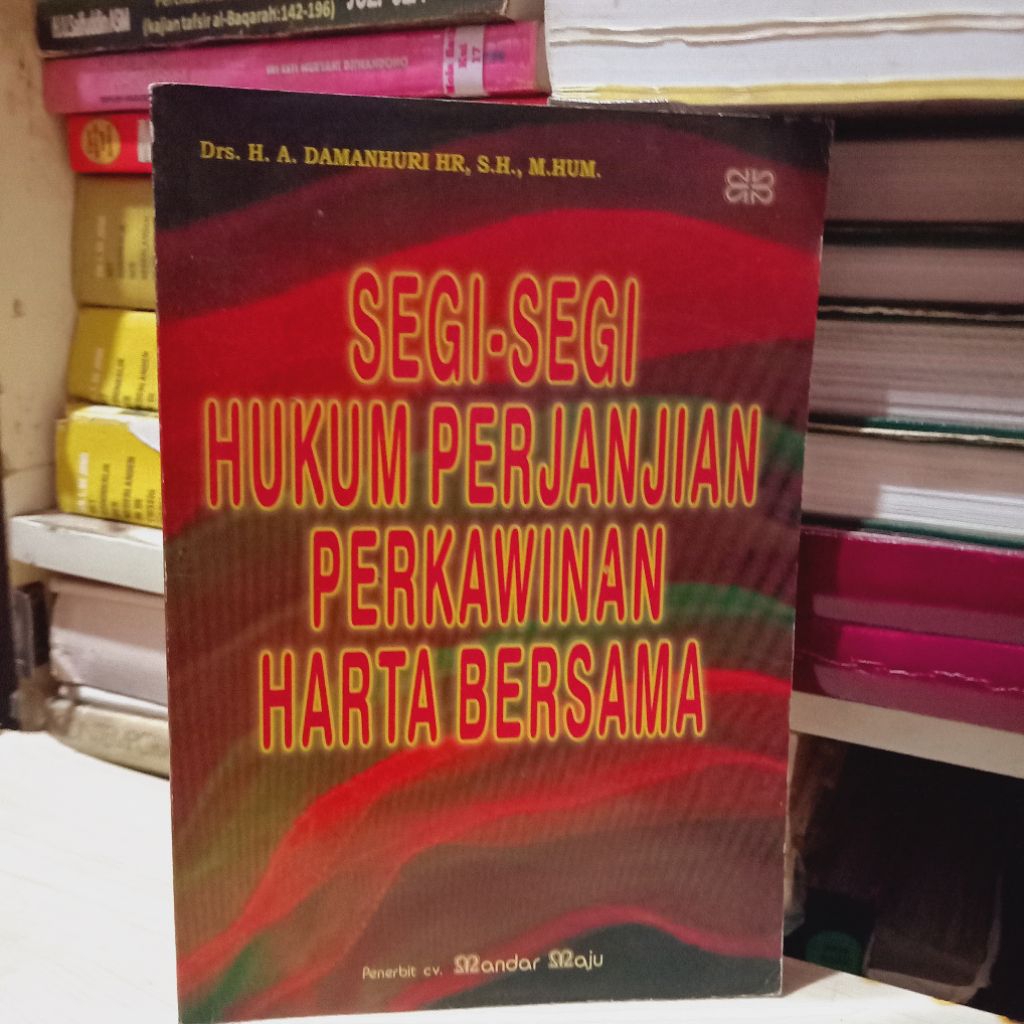 (kajian tafsir al-Baqarah:142-196)
17
Drs. H. A. DAMANHURI HR, S.H., M.HUM.
SEGI-SEGI
HUKUM PERJANJIAN
PERKAWINAN
HARTA BERSAMA
Penerbit cv. Mandar Maju